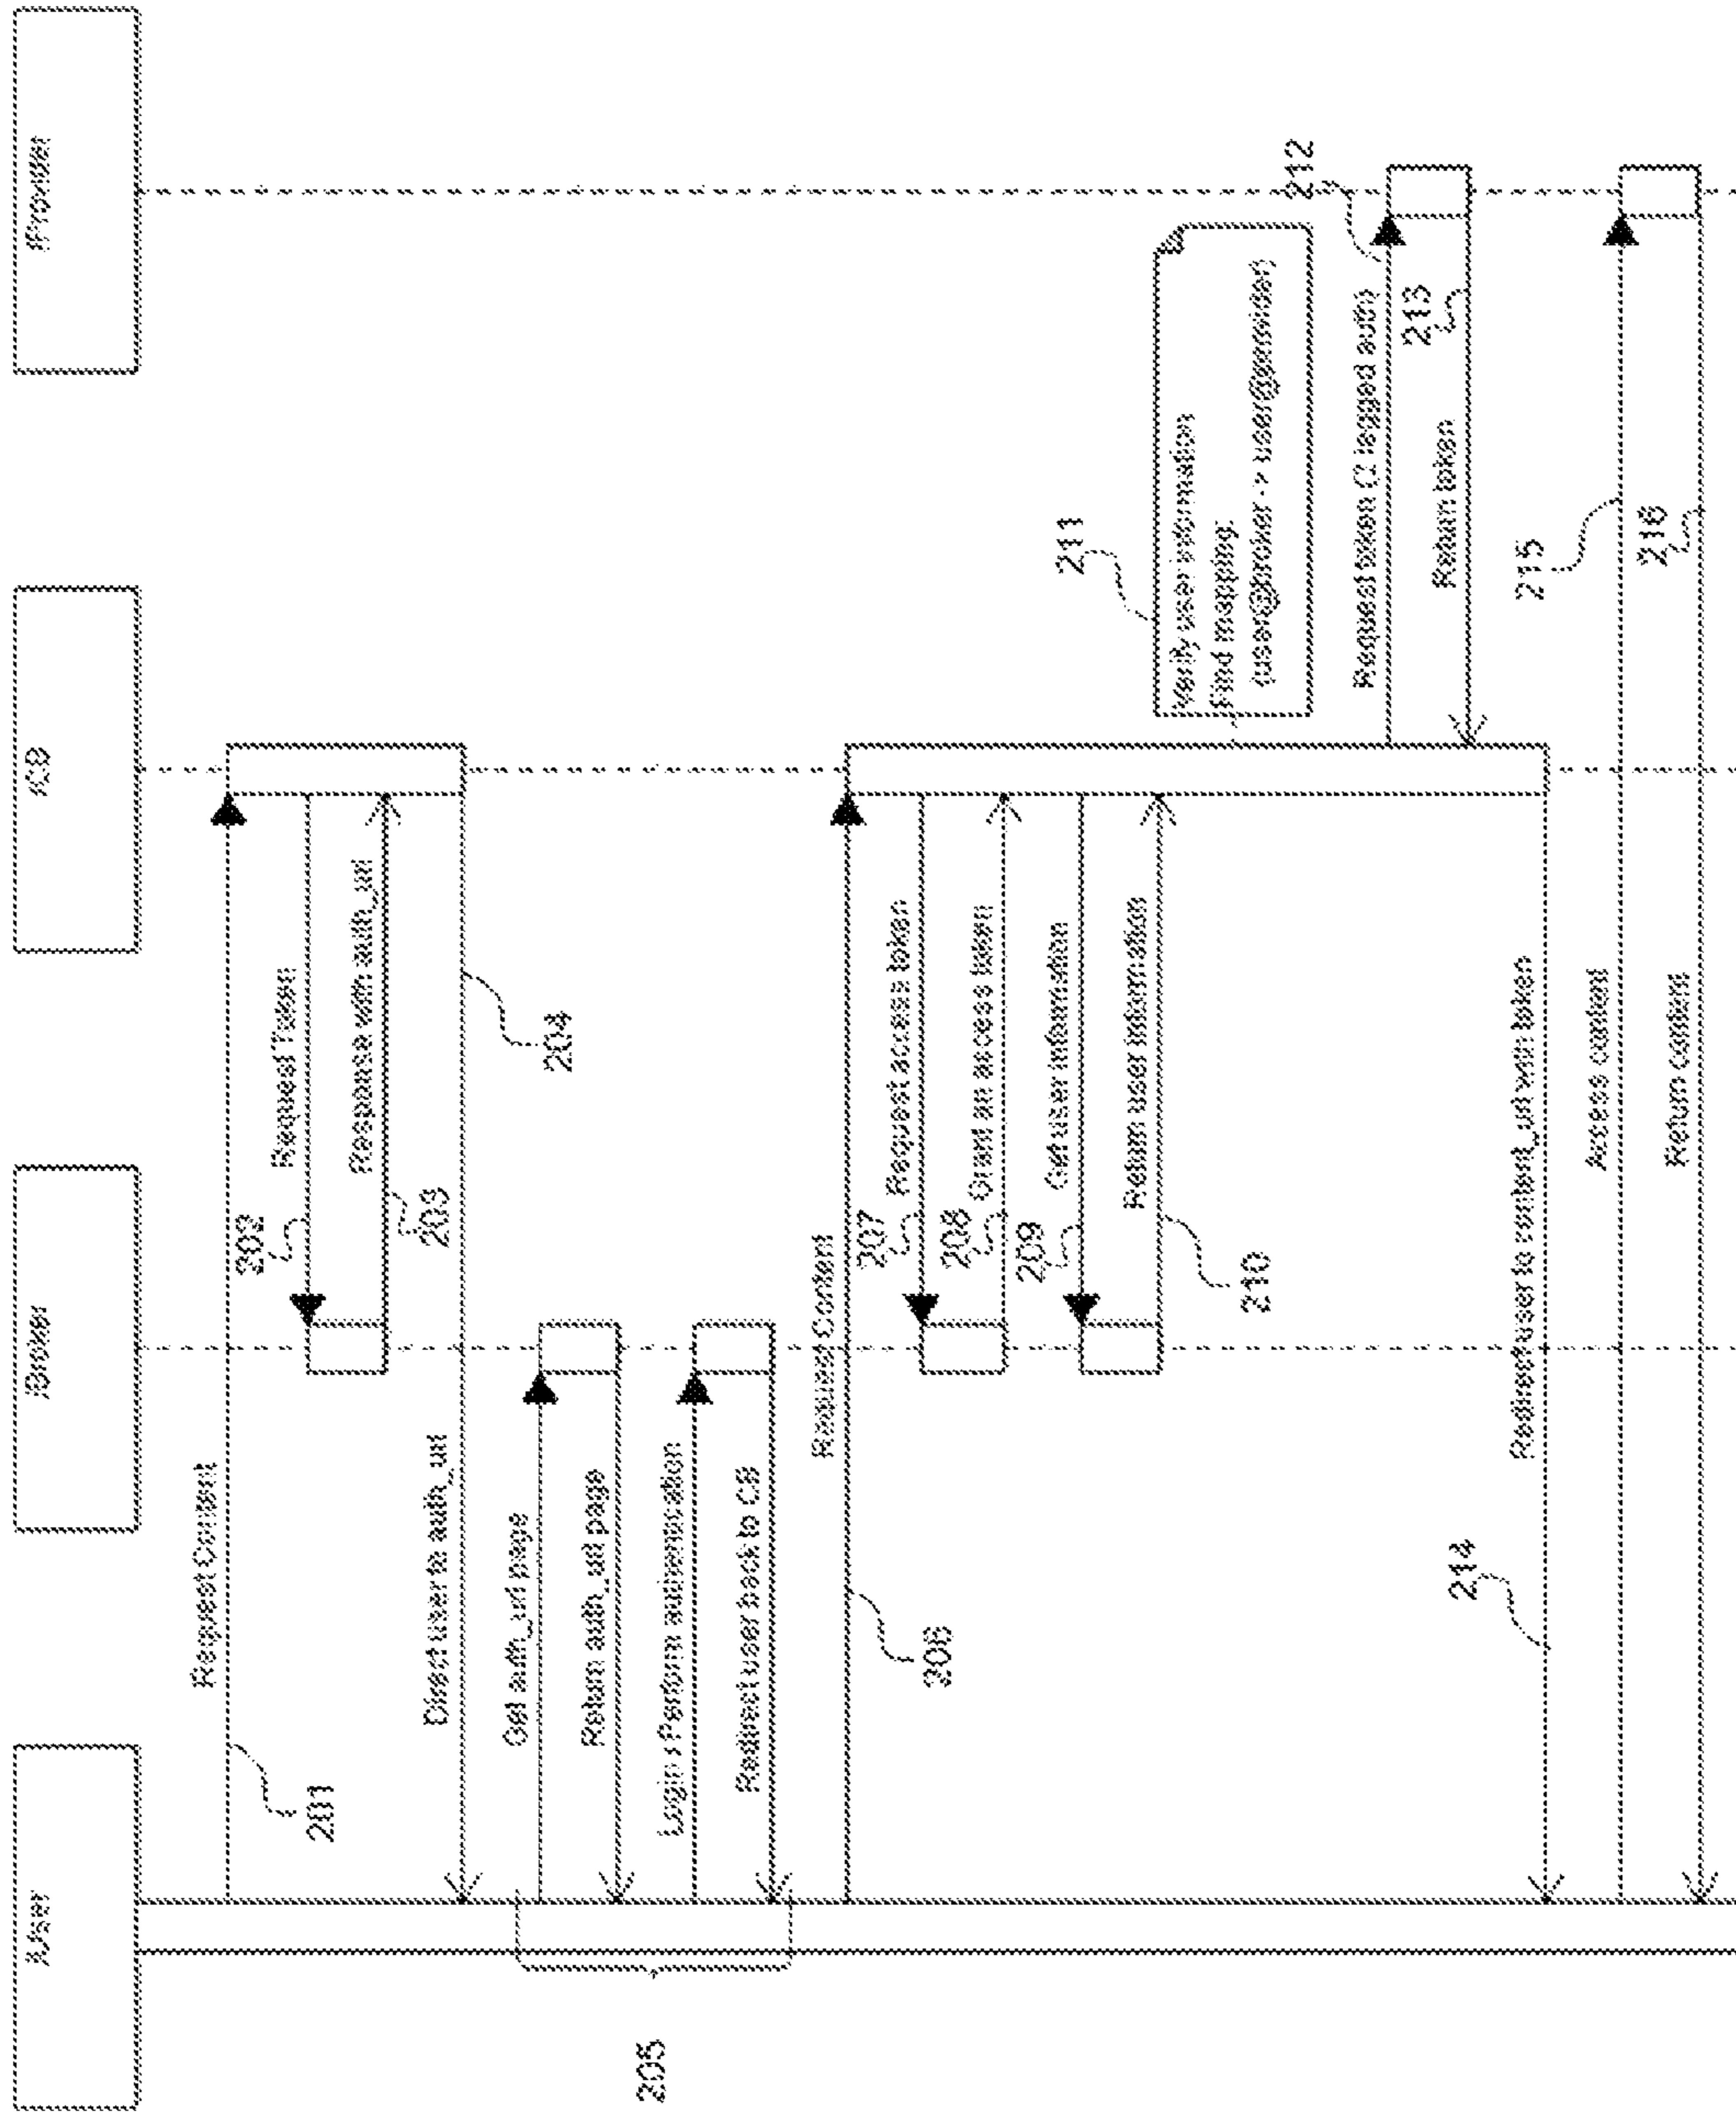 /User
/Broker
/CB
/Provider
Request Content
201
Request Token
202
Response with auth_url
203
Direct user to auth_url
204
Get auth_url page
Return auth_url page
Login : Perform authentication
Redirect user back to CB
205
Request Content
206
Request access token
207
Grant an access token
208
Get user information
209
Return user information
210
211
Verify user information
Find mapping:
(user@broker -> user@provider)
Request token (2 legged auth)
212
Return token
213
Redirect user to content_url with token
214
Access content
215
Return content
216